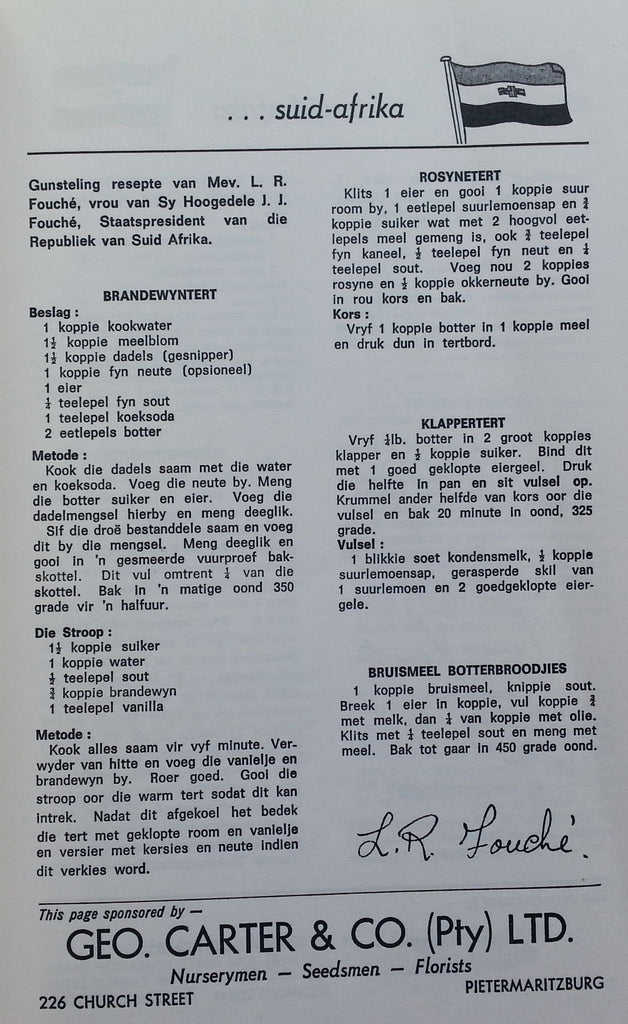 . . . suid-afrika
Gunsteling resepte van Mev. L. R.
Fouché, vrou van Sy Hoogedele J. J.
Fouché, Staatspresident van die
Republiek van Suid Afrika.
BRANDEWYNTERT
Beslag :
1 koppie kookwater
1½ koppie meelblom
1½ koppie dadels (gesnipper)
1 koppie fyn neute (opsioneel)
1 eier
½ teelepel fyn sout
1 teelepel koeksoda
2 eetlepels botter
Metode :
Kook die dadels saam met die water
en koeksoda. Voeg die neute by. Meng
die botter suiker en eier. Voeg die
dadelmengsel hierby en meng deeglik.
Sif die droë bestanddele saam en voeg
dit by die mengsel. Meng deeglik en
gooi in 'n gesmeerde vuurproef bak-
skottel. Dit vul omtrent ¼ van die
skottel. Bak in 'n matige oond 350
grade vir 'n halfuur.
Die Stroop :
1½ koppie suiker
1 koppie water
½ teelepel sout
¾ koppie brandewyn
1 teelepel vanilla
Metode :
Kook alles saam vir vyf minute. Ver-
wyder van hitte en voeg die vanielje en
brandewyn by. Roer goed. Gooi die
stroop oor die warm tert sodat dit kan
intrek. Nadat dit afgekoel het bedek
die tert met geklopte room en vanielje
en versier met kersies en neute indien
dit verkies word.
ROSYNETERT
Klits 1 eier en gooi 1 koppie suur
room by, 1 eetlepel suurlemoensap en ¾
koppie suiker wat met 2 hoogvol eet-
lepels meel gemeng is, ook ¾ teelepel
fyn kaneel, ½ teelepel fyn neut en ¼
teelepel sout. Voeg nou 2 koppies
rosyne en ½ koppie okkerneute by. Gooi
in rou kors en bak.
Kors :
Vryf 1 koppie botter in 1 koppie meel
en druk dun in tertbord.
KLAPPERTERT
Vryf ¼lb. botter in 2 groot koppies
klapper en ½ koppie suiker. Bind dit
met 1 goed geklopte eiergeel. Druk
die helfte in pan en sit vulsel op.
Krummel ander helfde van kors oor die
vulsel en bak 20 minute in oond, 325
grade.
Vulsel :
1 blikkie soet kondensmelk, ½ koppie
suurlemoensap, gerasperde skil van
1 suurlemoen en 2 goedgeklopte eier-
gele.
BRUISMEEL BOTTERBROODJIES
1 koppie bruismeel, knippie sout.
Breek 1 eier in koppie, vul koppie ¾
met melk, dan ¼ van koppie met olie.
Klits met ¼ teelepel sout en meng met
meel. Bak tot gaar in 450 grade oond.
L.R. Fouché.
This page sponsored by —
GEO. CARTER & CO. (Pty) LTD.
Nurserymen — Seedsmen — Florists
226 CHURCH STREET
PIETERMARITZBURG